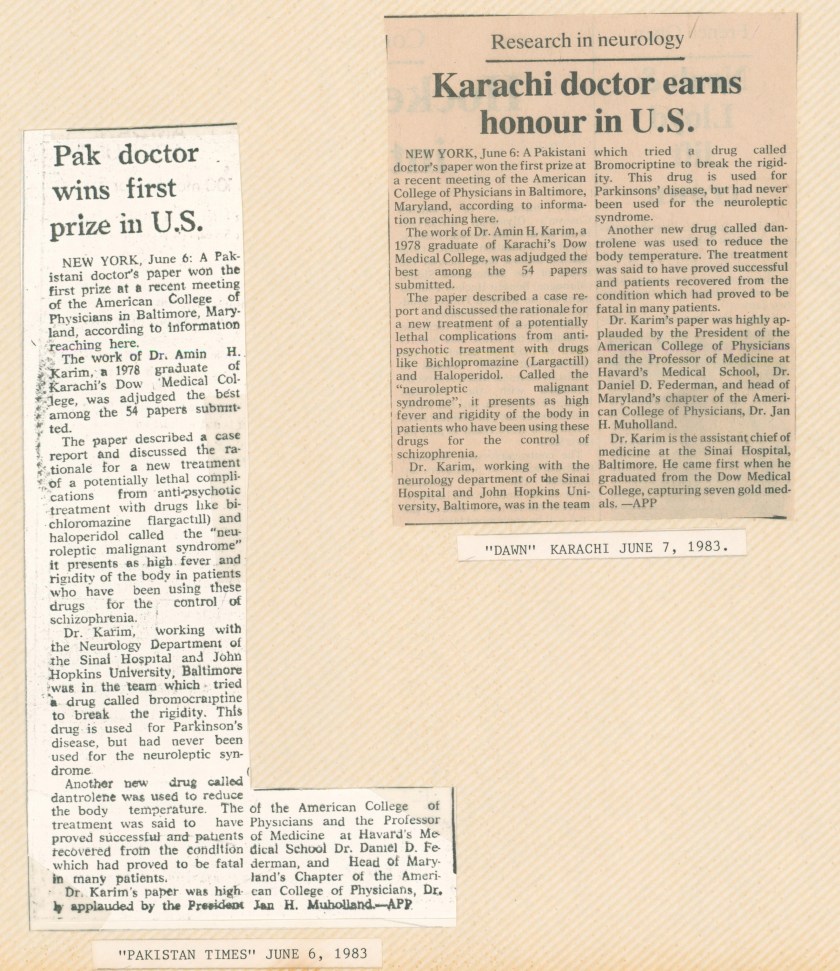 Pak doctor
wins first
prize in U.S.
NEW YORK, June 6: A Pak-
istani doctor's paper won the
first prize at a recent meeting
of the American College of
Physicians in Baltimore, Mary-
land, according to information
reaching here.
The work of Dr. Amin H.
Karim, a 1978 graduate of
Karachi's Dow Medical Col-
lege, was adjudged the best
among the 54 papers submit-
ted.
The paper described a case
report and discussed the ra-
tionale for a new treatment
of a potentially lethal compli-
cations from anti-psychotic
treatment with drugs like bi-
chloromazine flargactill) and
haloperidol called the "neu-
roleptic malignant syndrome"
it presents as high fever and
rigidity of the body in patients
who have been using these
drugs for the control of
schizophrenia.
Dr. Karim, working with
the Neurology Department of
the Sinai Hospital and John
Hopkins University, Baltimore
was in the team which tried
a drug called bromocraiptine
to break the rigidity. This
drug is used for Parkinson's
disease, but had never been
used for the neuroleptic syn-
drome
Another new drug called
dantrolene was used to reduce
the body temperature. The
treatment was said to have
proved successful and patients
recovered from the condition
which had proved to be fatal
in many patients.
Dr. Karim's paper was high-
ly applauded by the President
of the American College of
Physicians and the Professor
of Medicine at Havard's Me-
dical School Dr. Daniel D. Fe-
derman, and Head of Mary-
land's Chapter of the Ameri-
can College of Physicians, Dr.
Jan H. Muholland.—APP
"PAKISTAN TIMES" JUNE 6, 1983
Research in neurology
Karachi doctor earns
honour in U.S.
NEW YORK, June 6: A Pakistani
doctor's paper won the first prize at
a recent meeting of the American
College of Physicians in Baltimore,
Maryland, according to informa-
tion reaching here.
The work of Dr. Amin H. Karim, a
1978 graduate of Karachi's Dow
Medical College, was adjudged the
best among the 54 papers
submitted.
The paper described a case re-
port and discussed the rationale for
a new treatment of a potentially
lethal complications from anti-
psychotic treatment with drugs
like Bichlopromazine (Largactill)
and Haloperidol. Called the
"neuroleptic malignant
syndrome", it presents as high
fever and rigidity of the body in
patients who have been using these
drugs for the control of
schizophrenia.
Dr. Karim, working with the
neurology department of the Sinai
Hospital and John Hopkins Uni-
versity, Baltimore, was in the team
which tried a drug called
Bromocriptine to break the rigid-
ity. This drug is used for
Parkinsons' disease, but had never
been used for the neuroleptic
syndrome.
Another new drug called dan-
trolene was used to reduce the
body temperature. The treatment
was said to have proved successful
and patients recovered from the
condition which had proved to be
fatal in many patients.
Dr. Karim's paper was highly ap-
plauded by the President of the
American College of Physicians
and the Professor of Medicine at
Havard's Medical School, Dr.
Daniel D. Federman, and head of
Maryland's chapter of the Ameri-
can College of Physicians, Dr. Jan
H. Muholland.
Dr. Karim is the assistant chief of
medicine at the Sinai Hospital,
Baltimore. He came first when he
graduated from the Dow Medical
College, capturing seven gold med-
als. —APP
"DAWN" KARACHI JUNE 7, 1983.